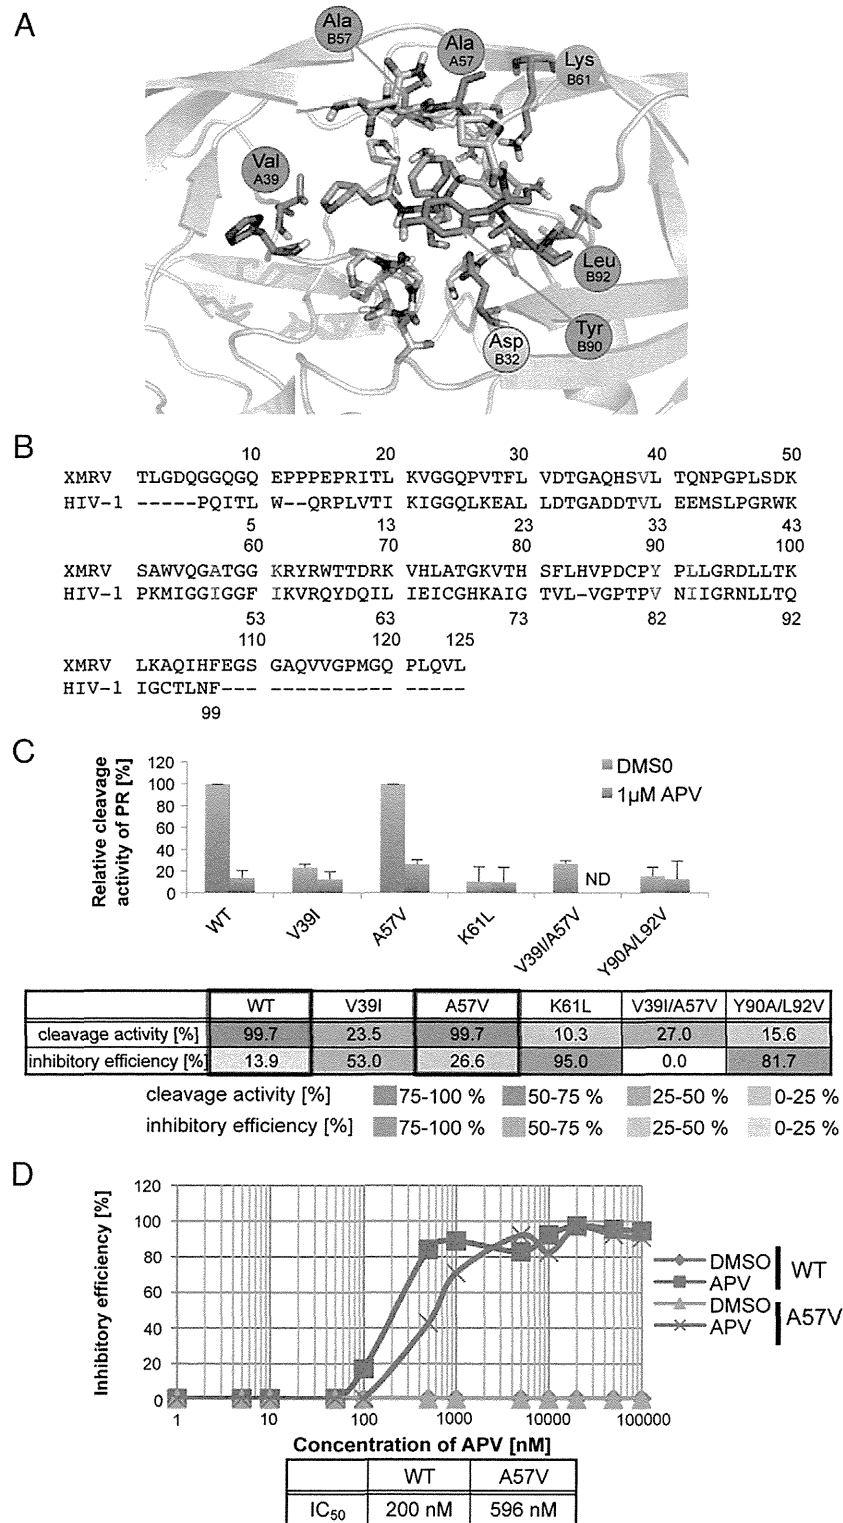 A
Ala
B57
Ala
A57
Lys
B61
Val
A39
Leu
B92
Tyr
B90
Asp
B32
B
10 20 30 40 50
XMRV TLGDQGGQGQ EPPPEPRITL KVGGQPVTFL VDTGAQHSVL TQNPGPLSDK
HIV-1 -----PQITL W--QRPLVTI KIGGQLKEAL LDTGADDTVL EEMSLPGRWK
5 13 23 33 43
60 70 80 90 100
XMRV SAWVQGATGG KRYRWTTDRK VHLATGKVTH SFLHVPDCPY PLLGRDLLTK
HIV-1 PKMIGGIGGF IKVRQYDQIL IEICGHKAIG TVL-VGPTPV NIIGRNLLTQ
53 63 73 82 92
110 120 125
XMRV LKAQIHFEGS GAQVVGPMGQ PLQVL
HIV-1 IGCTLNF--- ---------- -----
99
C
Relative cleavage
activity of PR [%]
120
100
80
60
40
20
0
DMS0
1µM APV
ND
WT V39I A57V K61L V39I/A57V Y90A/L92V
WT V39I A57V K61L V39I/A57V Y90A/L92V
cleavage activity [%] 99.7 23.5 99.7 10.3 27.0 15.6
inhibitory efficiency [%] 13.9 53.0 26.6 95.0 0.0 81.7
cleavage activity [%] 75-100 % 50-75 % 25-50 % 0-25 %
inhibitory efficiency [%] 75-100 % 50-75 % 25-50 % 0-25 %
D
Inhibitory efficiency [%]
120
100
80
60
40
20
0
1 10 100 1000 10000 100000
Concentration of APV [nM]
DMSO
APV
WT
DMSO
APV
A57V
WT A57V
IC50 200 nM 596 nM